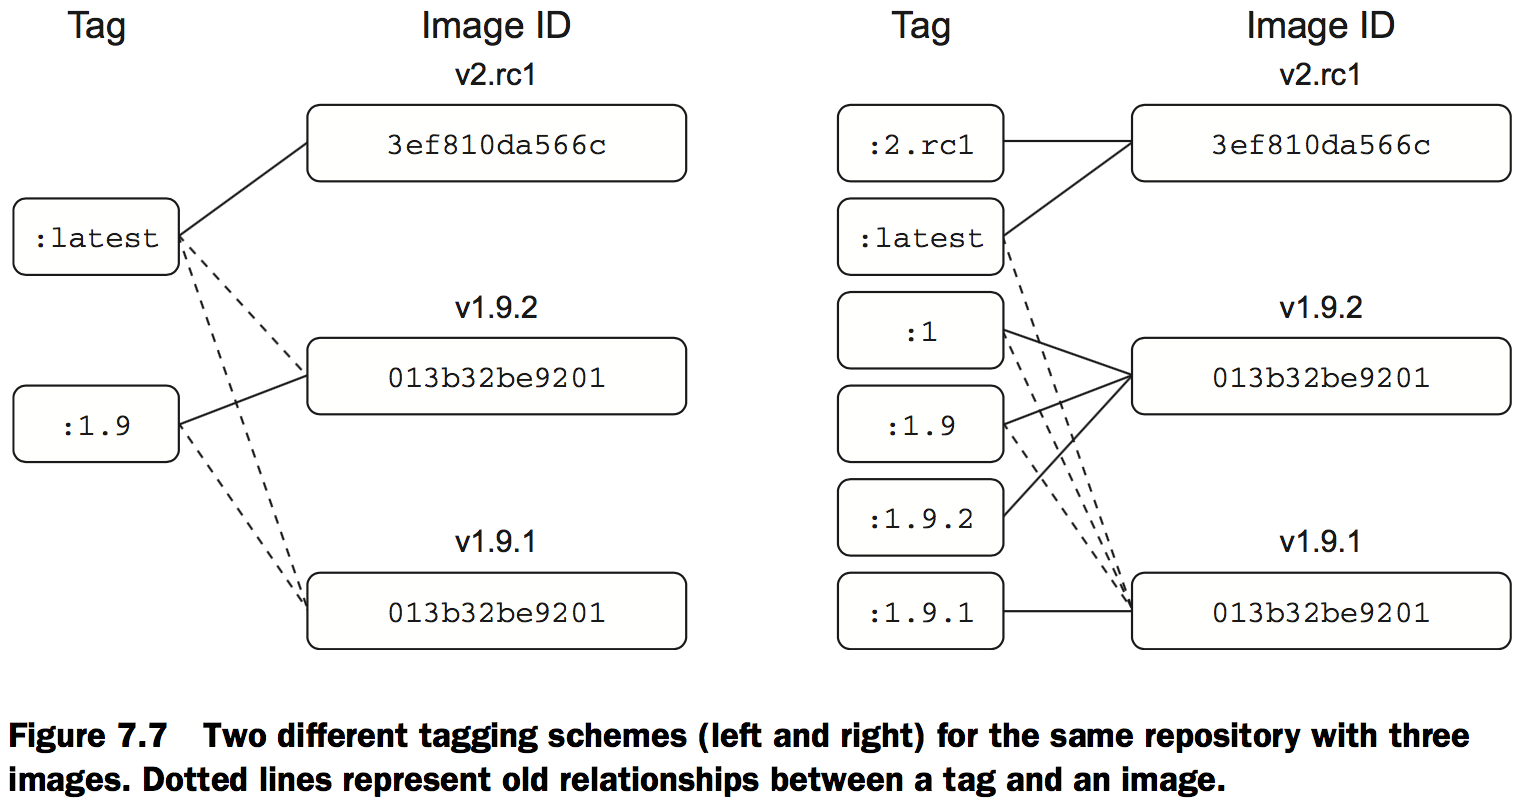 Tag
Image ID
v2.rc1
3ef810da566c
:latest
v1.9.2
013b32be9201
:1.9
v1.9.1
013b32be9201
Tag
Image ID
v2.rc1
:2.rc1
3ef810da566c
:latest
v1.9.2
:1
013b32be9201
:1.9
:1.9.2
v1.9.1
:1.9.1
013b32be9201
Figure 7.7 Two different tagging schemes (left and right) for the same repository with three
images. Dotted lines represent old relationships between a tag and an image.